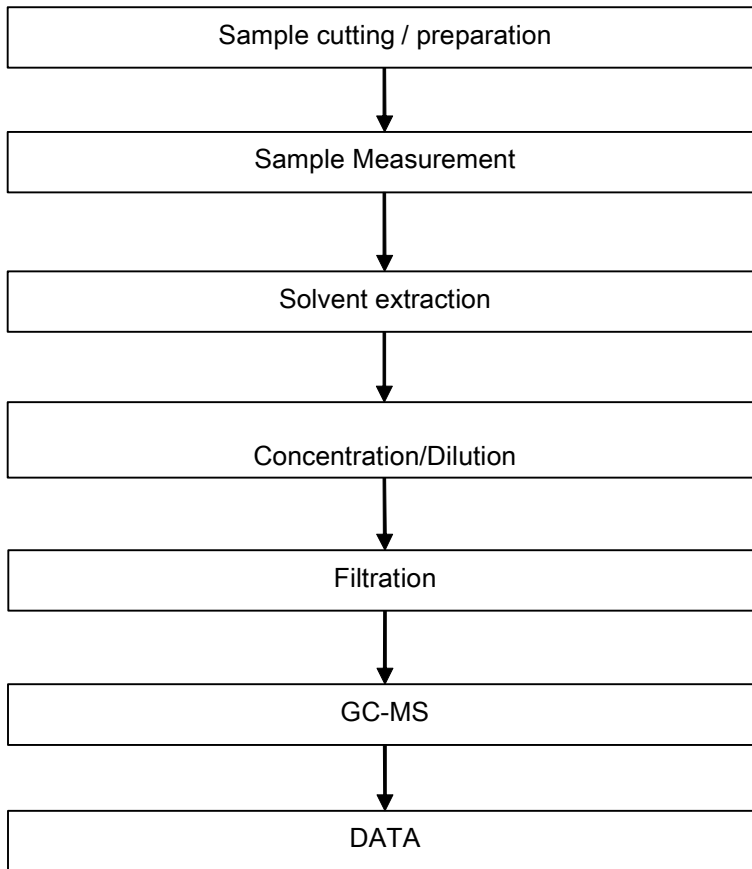 Sample cutting / preparation
Sample Measurement
Solvent extraction
Concentration/Dilution
Filtration
GC-MS
DATA